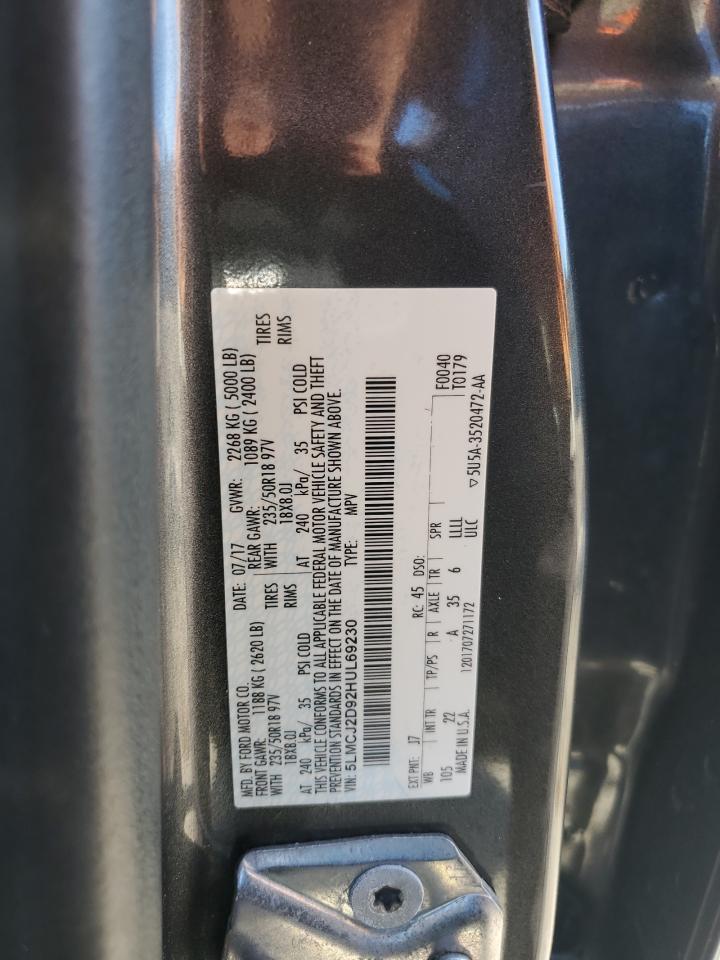 MFD. BY FORD MOTOR CO.
DATE: 07/17 GVWR: 2268 KG ( 5000 LB)
FRONT GAWR: 1188 KG ( 2620 LB) REAR GAWR: 1089 KG ( 2400 LB)
WITH 235/50R18 97V TIRES WITH 235/50R18 97V TIRES
18X8.0J RIMS 18X8.0J RIMS
AT 240 kPa/ 35 PSI COLD AT 240 kPa/ 35 PSI COLD
THIS VEHICLE CONFORMS TO ALL APPLICABLE FEDERAL MOTOR VEHICLE SAFETY AND THEFT
PREVENTION STANDARDS IN EFFECT ON THE DATE OF MANUFACTURE SHOWN ABOVE.
VIN: 5LMCJ2D92HUL69230 TYPE: MPV
F0040
T0179
EXT PNT: J7 RC: 45 DSO:
WB INT TR TP/PS R AXLE TR SPR
105 22 A 35 6 LLLL
ULC
MADE IN U.S.A. 1201707271172
▽5U5A-3520472-AA